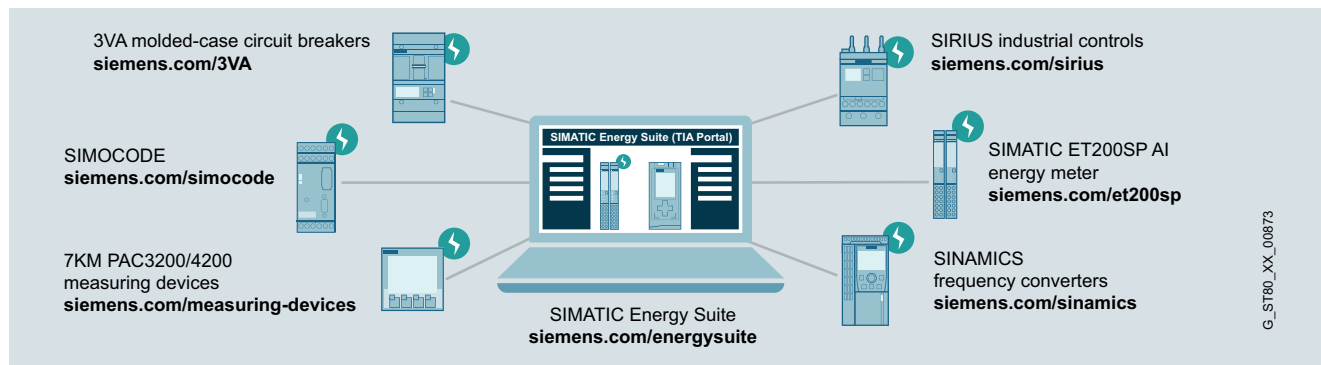 3VA molded-case circuit breakers
siemens.com/3VA
SIMOCODE
siemens.com/simocode
7KM PAC3200/4200
measuring devices
siemens.com/measuring-devices
SIMATIC Energy Suite (TIA Portal)
SIMATIC Energy Suite
siemens.com/energysuite
SIRIUS industrial controls
siemens.com/sirius
SIMATIC ET200SP AI
energy meter
siemens.com/et200sp
SINAMICS
frequency converters
siemens.com/sinamics
G_ST80_XX_00873